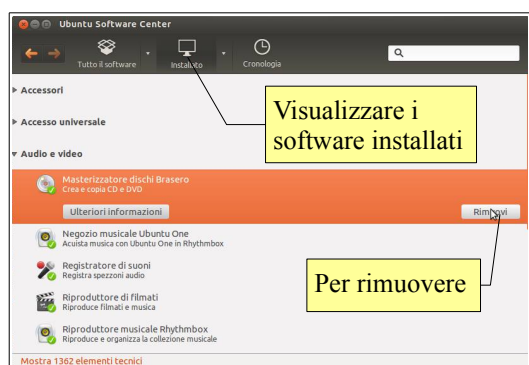 Ubuntu Software Center
Tutto il software
Installato
Cronologia
Visualizzare i
software installati
Accessori
Accesso universale
Audio e video
Masterizzatore dischi Brasero
Crea e copia CD e DVD
Ulteriori informazioni
Rimuovi
Negozio musicale Ubuntu One
Acuista musica con Ubuntu One in Rhythmbox
Registratore di suoni
Registra spezzoni audio
Per rimuovere
Riproduttore di filmati
Riproduce filmati e musica
Riproduttore musicale Rhythmbox
Riproduce e organizza la collezione musicale
Mostra 1362 elementi tecnici